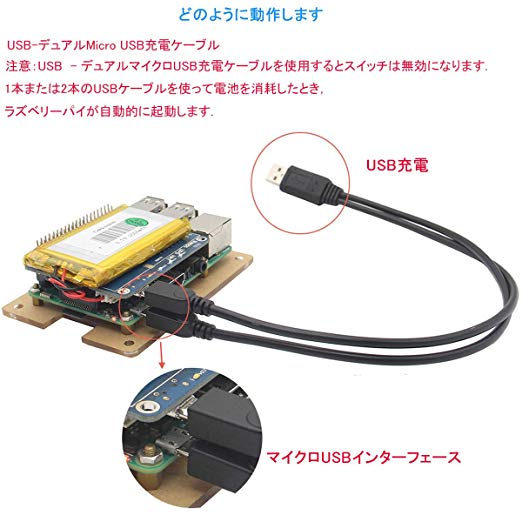 どのように動作します
USB-デュアルMicro USB充電ケーブル
注意:USB －デュアルマイクロUSB充電ケーブルを使用するとスイッチは無効になります.
1本または2本のUSBケーブルを使って電池を消耗したとき,
ラズベリーパイが自動的に起動します.
USB充電
マイクロUSBインターフェース